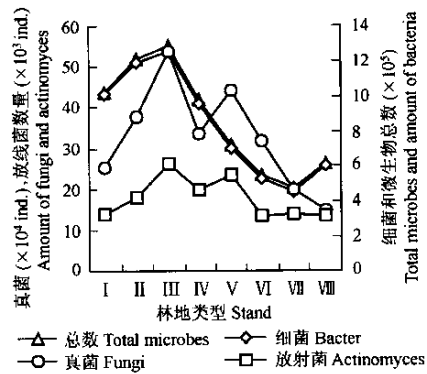 真菌 (×10⁴ ind.), 放线菌数量 (×10³ ind.)
Amount of fungi and actinomyces
60
50
40
30
20
10
0
14
12
10
8
6
4
3
1
0
细菌和微生物总数 (×10⁵)
Total microbes and amount of bacteria
I II III IV V VI VII VIII
林地类型 Stand
总数 Total microbes 细菌 Bacter
真菌 Fungi 放射菌 Actinomyces